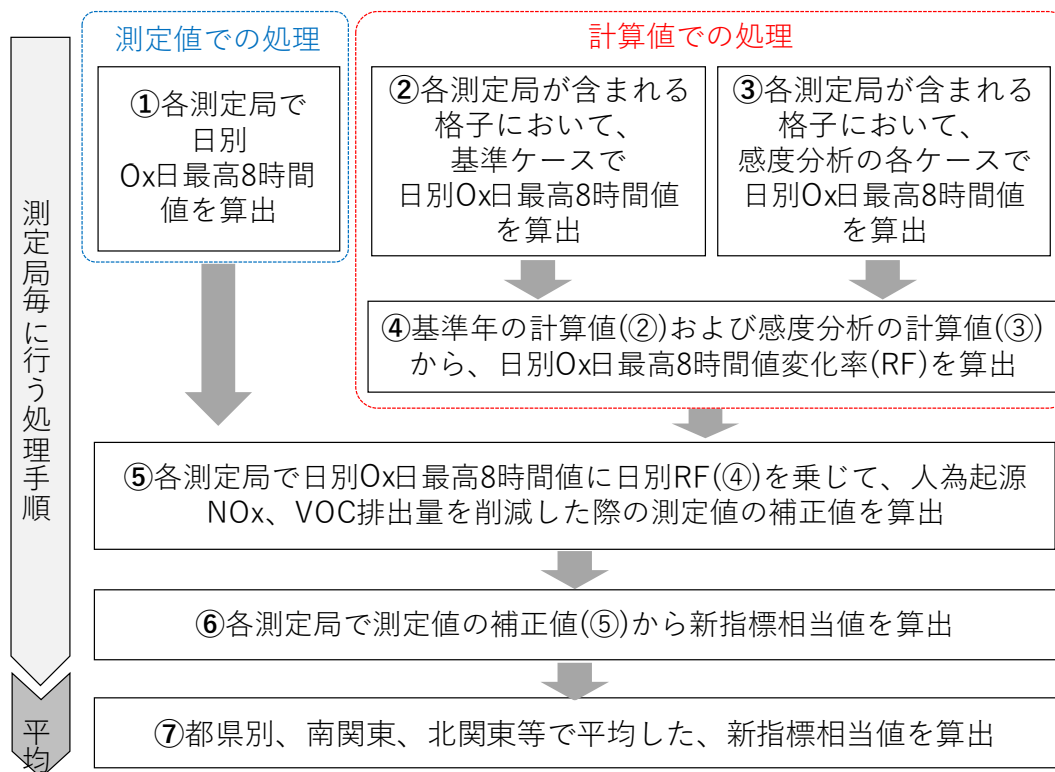 測定局毎に行う処理手順
平均
測定値での処理
①各測定局で
日別
Ox日最高8時間
値を算出
計算値での処理
②各測定局が含まれる
格子において、
基準ケースで
日別Ox日最高8時間値
を算出
③各測定局が含まれる
格子において、
感度分析の各ケースで
日別Ox日最高8時間値
を算出
④基準年の計算値(②)および感度分析の計算値(③)
から、日別Ox日最高8時間値変化率(RF)を算出
⑤各測定局で日別Ox日最高8時間値に日別RF(④)を乗じて、人為起源
NOx、VOC排出量を削減した際の測定値の補正値を算出
⑥各測定局で測定値の補正値(⑤)から新指標相当値を算出
⑦都県別、南関東、北関東等で平均した、新指標相当値を算出